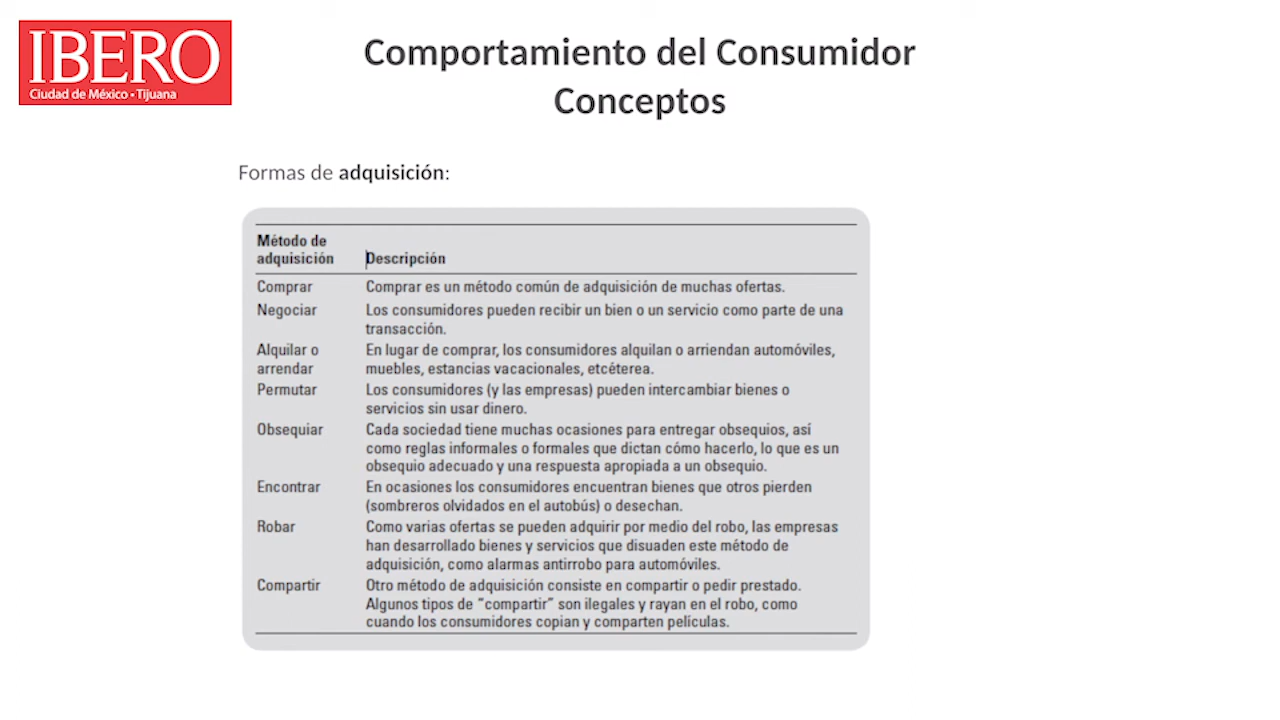 IBERO
Ciudad de México • Tijuana
Comportamiento del Consumidor
Conceptos
Formas de adquisición:
Método de
adquisición Descripción
Comprar Comprar es un método común de adquisición de muchas ofertas.
Negociar Los consumidores pueden recibir un bien o un servicio como parte de una
transacción.
Alquilar o En lugar de comprar, los consumidores alquilan o arriendan automóviles,
arrendar muebles, estancias vacacionales, etcéterea.
Permutar Los consumidores (y las empresas) pueden intercambiar bienes o
servicios sin usar dinero.
Obsequiar Cada sociedad tiene muchas ocasiones para entregar obsequios, así
como reglas informales o formales que dictan cómo hacerlo, lo que es un
obsequio adecuado y una respuesta apropiada a un obsequio.
Encontrar En ocasiones los consumidores encuentran bienes que otros pierden
(sombreros olvidados en el autobús) o desechan.
Robar Como varias ofertas se pueden adquirir por medio del robo, las empresas
han desarrollado bienes y servicios que disuaden este método de
adquisición, como alarmas antirrobo para automóviles.
Compartir Otro método de adquisición consiste en compartir o pedir prestado.
Algunos tipos de “compartir” son ilegales y rayan en el robo, como
cuando los consumidores copian y comparten películas.